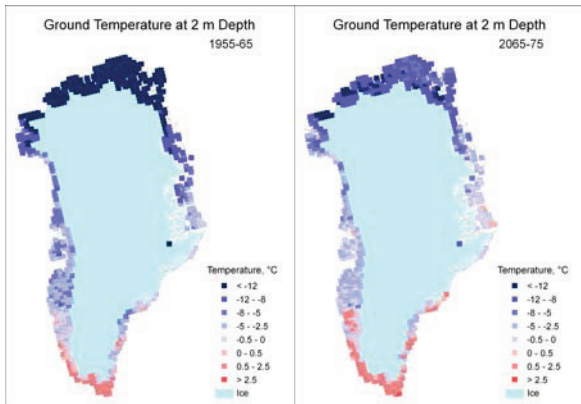 Ground Temperature at 2 m Depth
1955-65
Temperature, °C
< -12
-12 - -8
-8 - -5
-5 - -2.5
-0.5 - 0
0 - 0.5
0.5 - 2.5
> 2.5
Ice
Ground Temperature at 2 m Depth
2065-75
Temperature, °C
< -12
-12 - -8
-8 - -5
-5 - -2.5
-0.5 - 0
0 - 0.5
0.5 - 2.5
> 2.5
Ice